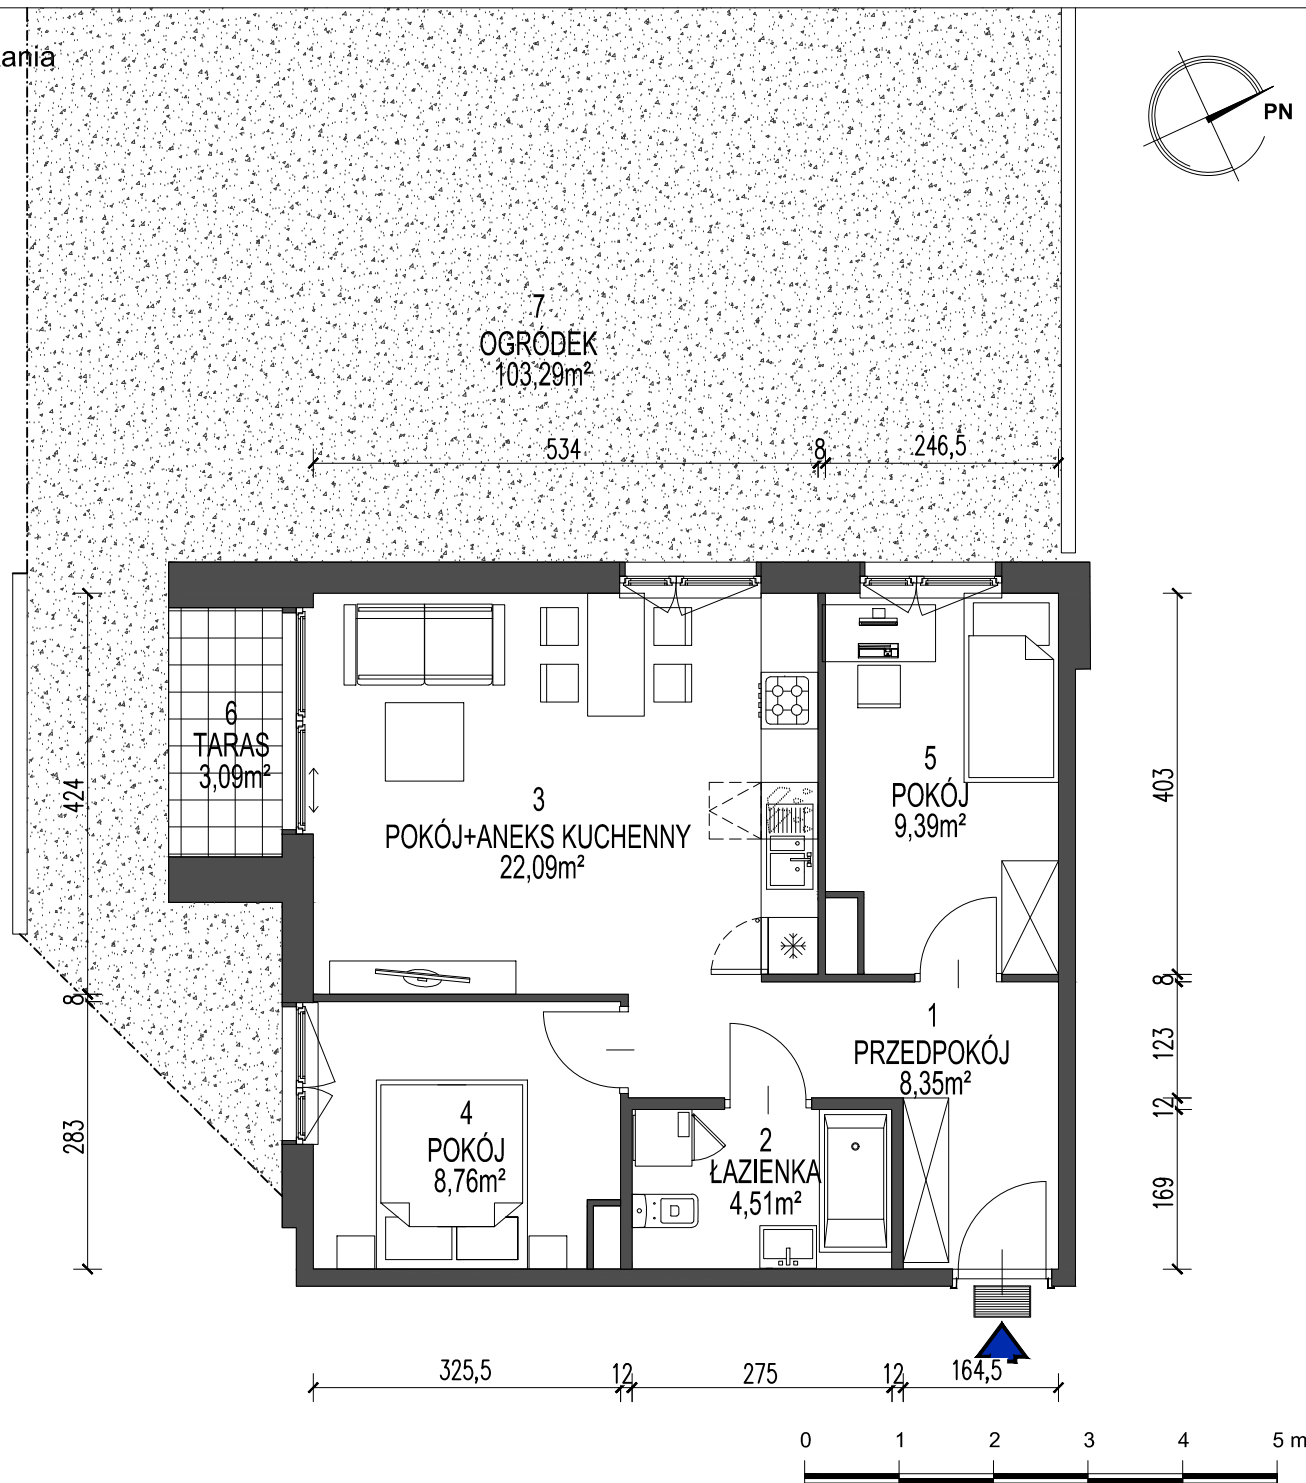 PN
7
OGRÓDEK
103,29m²
534
8
246,5
6
TARAS
3,09m²
424
3
POKÓJ+ANEKS KUCHENNY
22,09m²
5
POKÓJ
9,39m²
403
8
8
1
PRZEDPOKÓJ
8,35m²
123
12
4
POKÓJ
8,76m²
283
2
ŁAZIENKA
4,51m²
169
325,5
12
275
12
164,5
0 1 2 3 4 5 m